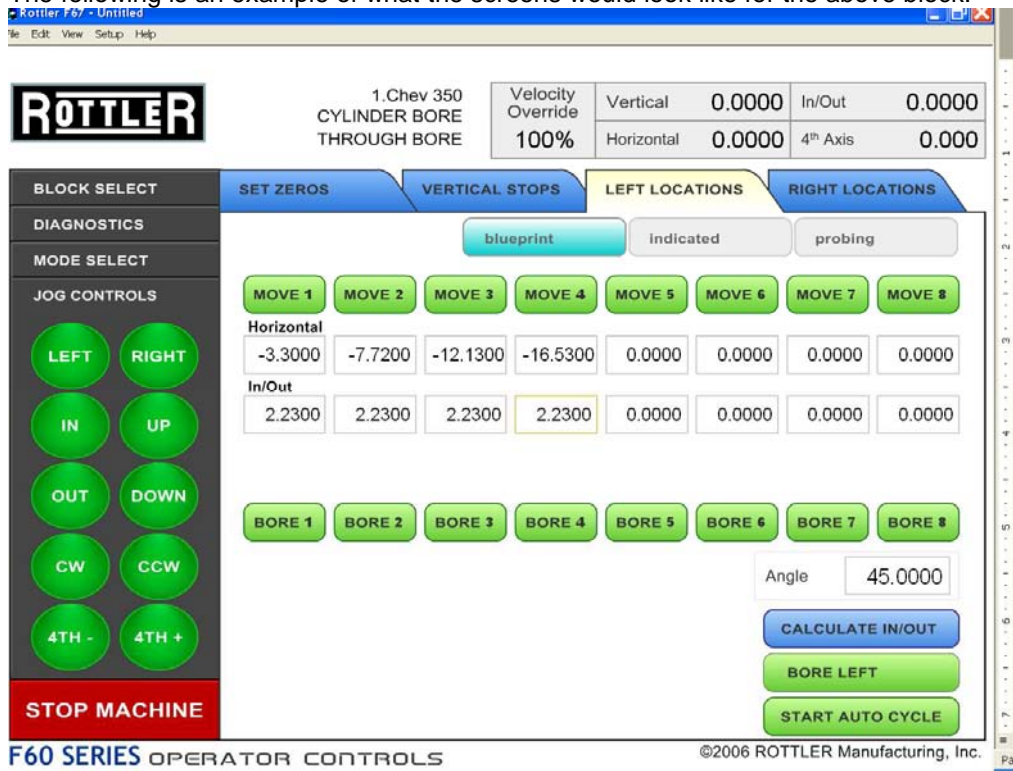 The following is an example of what the screens would look like for the above block.
Rottler F67 - Untitled
File Edit View Setup Help
ROTTLER
1.Chev 350
CYLINDER BORE
THROUGH BORE
Velocity
Override
100%
Vertical 0.0000 In/Out 0.0000
Horizontal 0.0000 4th Axis 0.000
BLOCK SELECT
DIAGNOSTICS
MODE SELECT
JOG CONTROLS
LEFT RIGHT
IN UP
OUT DOWN
CW CCW
4TH - 4TH +
STOP MACHINE
SET ZEROS VERTICAL STOPS LEFT LOCATIONS RIGHT LOCATIONS
blueprint indicated probing
MOVE 1 MOVE 2 MOVE 3 MOVE 4 MOVE 5 MOVE 6 MOVE 7 MOVE 8
Horizontal
-3.3000 -7.7200 -12.1300 -16.5300 0.0000 0.0000 0.0000 0.0000
In/Out
2.2300 2.2300 2.2300 2.2300 0.0000 0.0000 0.0000 0.0000
BORE 1 BORE 2 BORE 3 BORE 4 BORE 5 BORE 6 BORE 7 BORE 8
Angle 45.0000
CALCULATE IN/OUT
BORE LEFT
START AUTO CYCLE
F60 SERIES OPERATOR CONTROLS
©2006 ROTTLER Manufacturing, Inc.
1
2
3
4
5
6
7
Pa